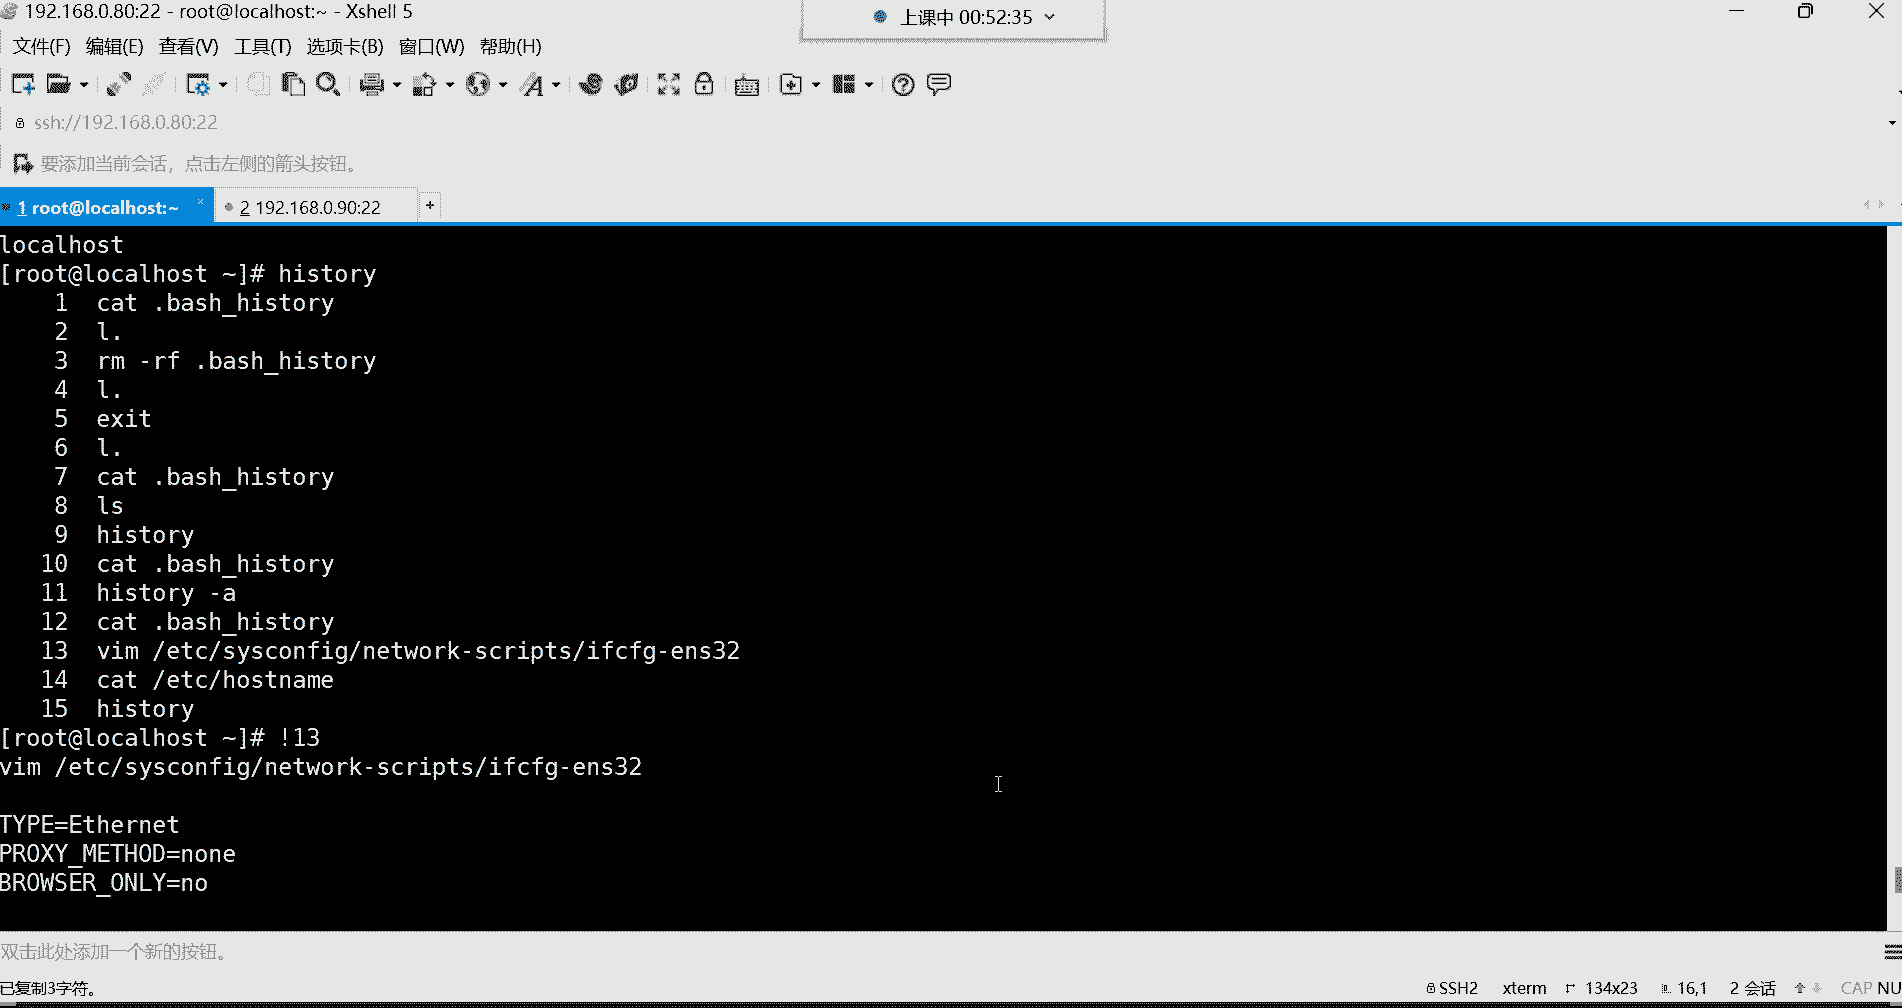 192.168.0.80:22 - root@localhost:~ - Xshell 5
上课中 00:52:35
文件(F) 编辑(E) 查看(V) 工具(T) 选项卡(B) 窗口(W) 帮助(H)
ssh://192.168.0.80:22
要添加当前会话，点击左侧的箭头按钮。
1 root@localhost:~ × 2 192.168.0.90:22 +
localhost
[root@localhost ~]# history
1 cat .bash_history
2 l.
3 rm -rf .bash_history
4 l.
5 exit
6 l.
7 cat .bash_history
8 ls
9 history
10 cat .bash_history
11 history -a
12 cat .bash_history
13 vim /etc/sysconfig/network-scripts/ifcfg-ens32
14 cat /etc/hostname
15 history
[root@localhost ~]# !13
vim /etc/sysconfig/network-scripts/ifcfg-ens32
TYPE=Ethernet
PROXY_METHOD=none
BROWSER_ONLY=no
双击此处添加一个新的按钮。
已复制3字符。 SSH2 xterm 134x23 16,1 2 会话 CAP NU